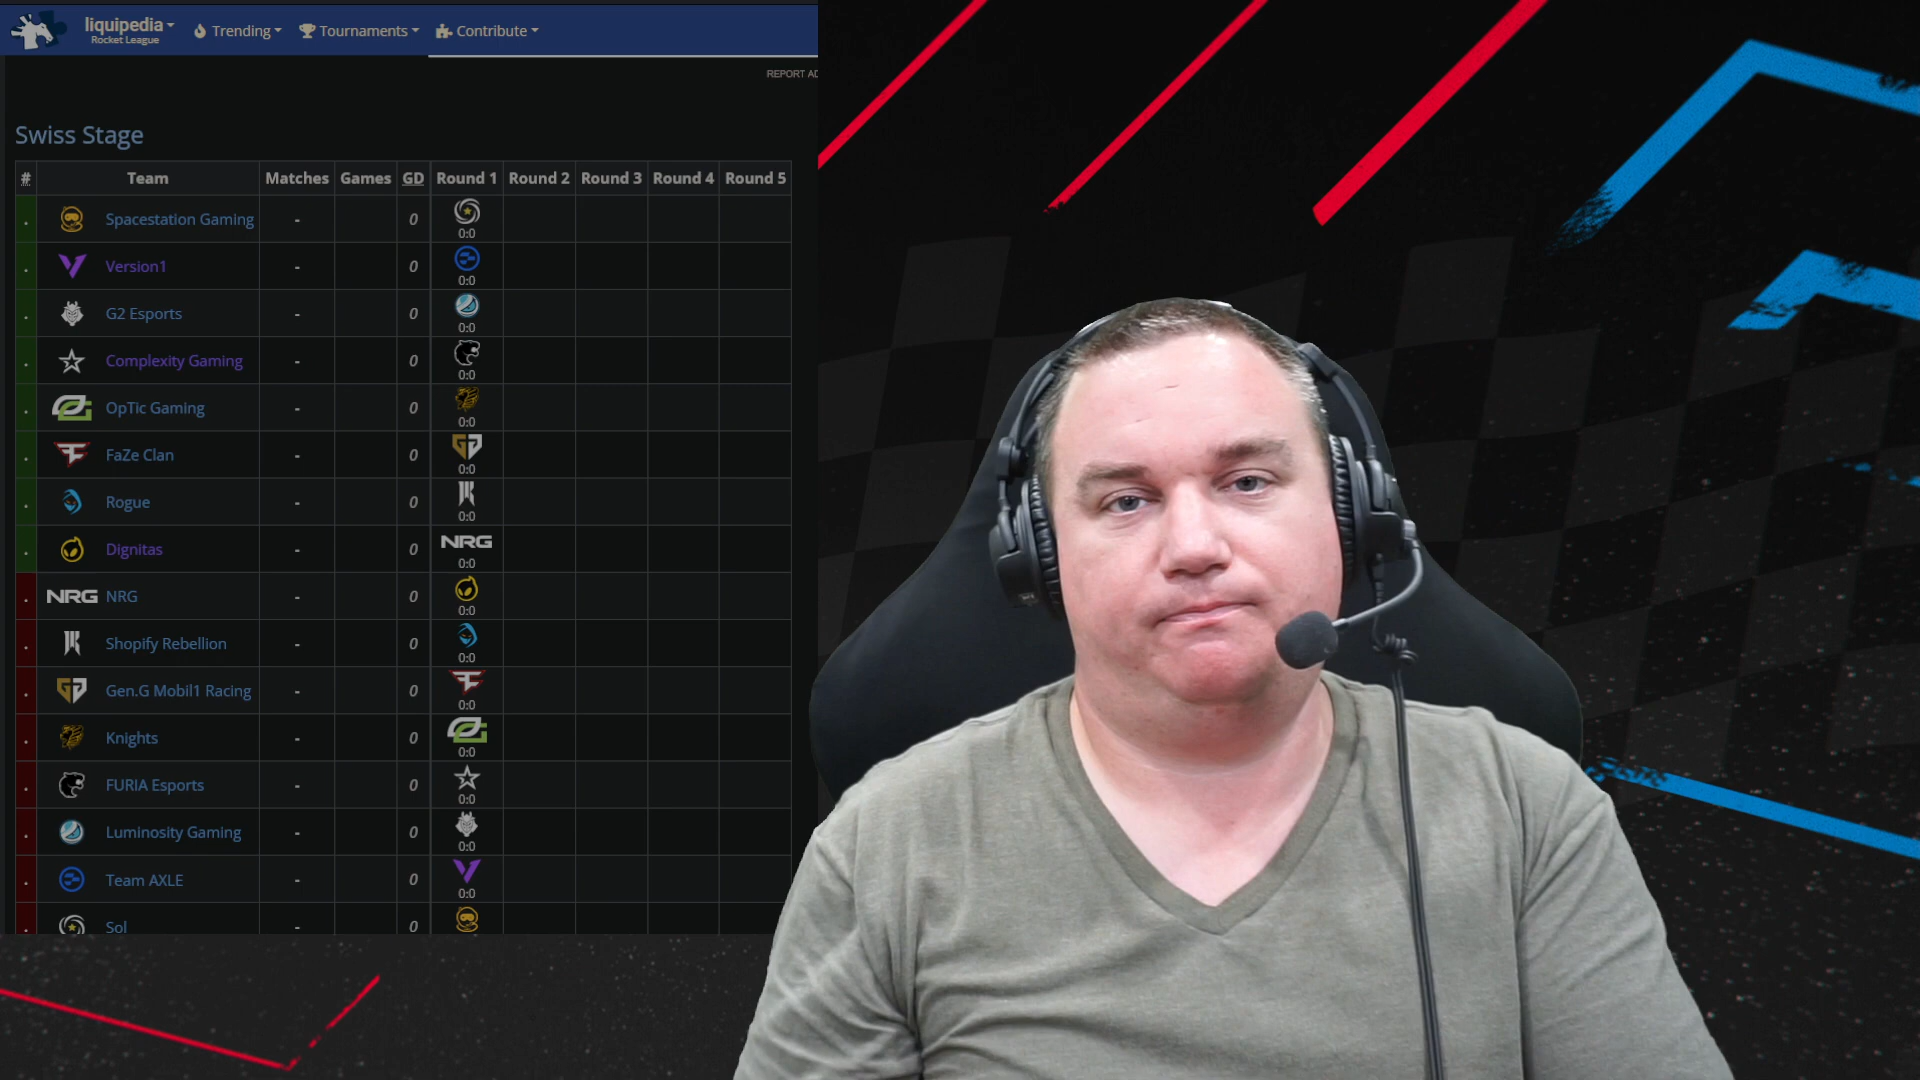 liquipedia
Rocket League
Trending
Tournaments
Contribute
REPORT AD
Swiss Stage
# Team Matches Games GD Round 1 Round 2 Round 3 Round 4 Round 5
. Spacestation Gaming - 0 0:0
. Version1 - 0 0:0
. G2 Esports - 0 0:0
. Complexity Gaming - 0 0:0
. OpTic Gaming - 0 0:0
. FaZe Clan - 0 0:0
. Rogue - 0 0:0
. Dignitas - 0 NRG 0:0
. NRG NRG - 0 0:0
. Shopify Rebellion - 0 0:0
. Gen.G Mobil1 Racing - 0 0:0
. Knights - 0 0:0
. FURIA Esports - 0 0:0
. Luminosity Gaming - 0 0:0
. Team AXLE - 0 0:0
. Sol - 0